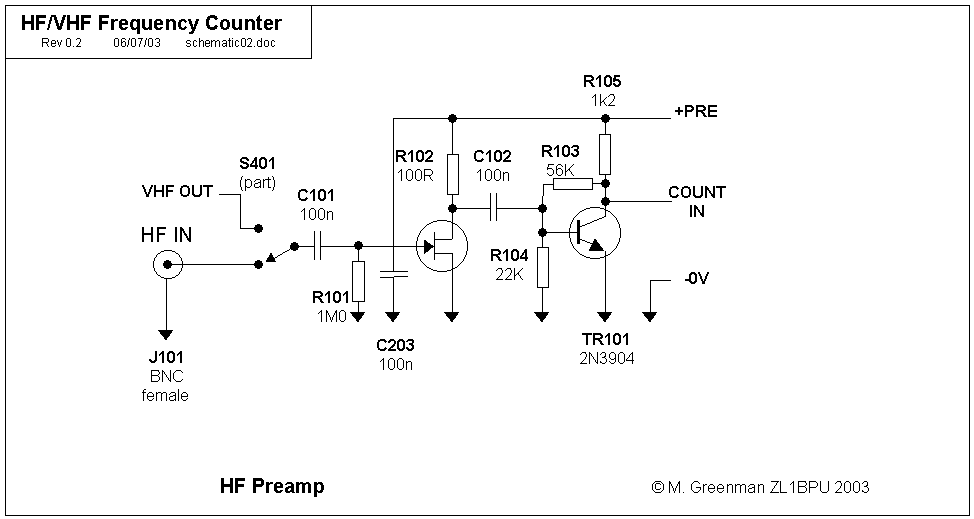 HF/VHF Frequency Counter
Rev 0.2 06/07/03 schematic02.doc
R105
1k2
+PRE
R102
100R
C102
100n
R103
56K
S401
(part)
VHF OUT
C101
100n
COUNT
IN
HF IN
R104
22K
-0V
R101
1M0
J101
BNC
female
C203
100n
TR101
2N3904
HF Preamp
© M. Greenman ZL1BPU 2003